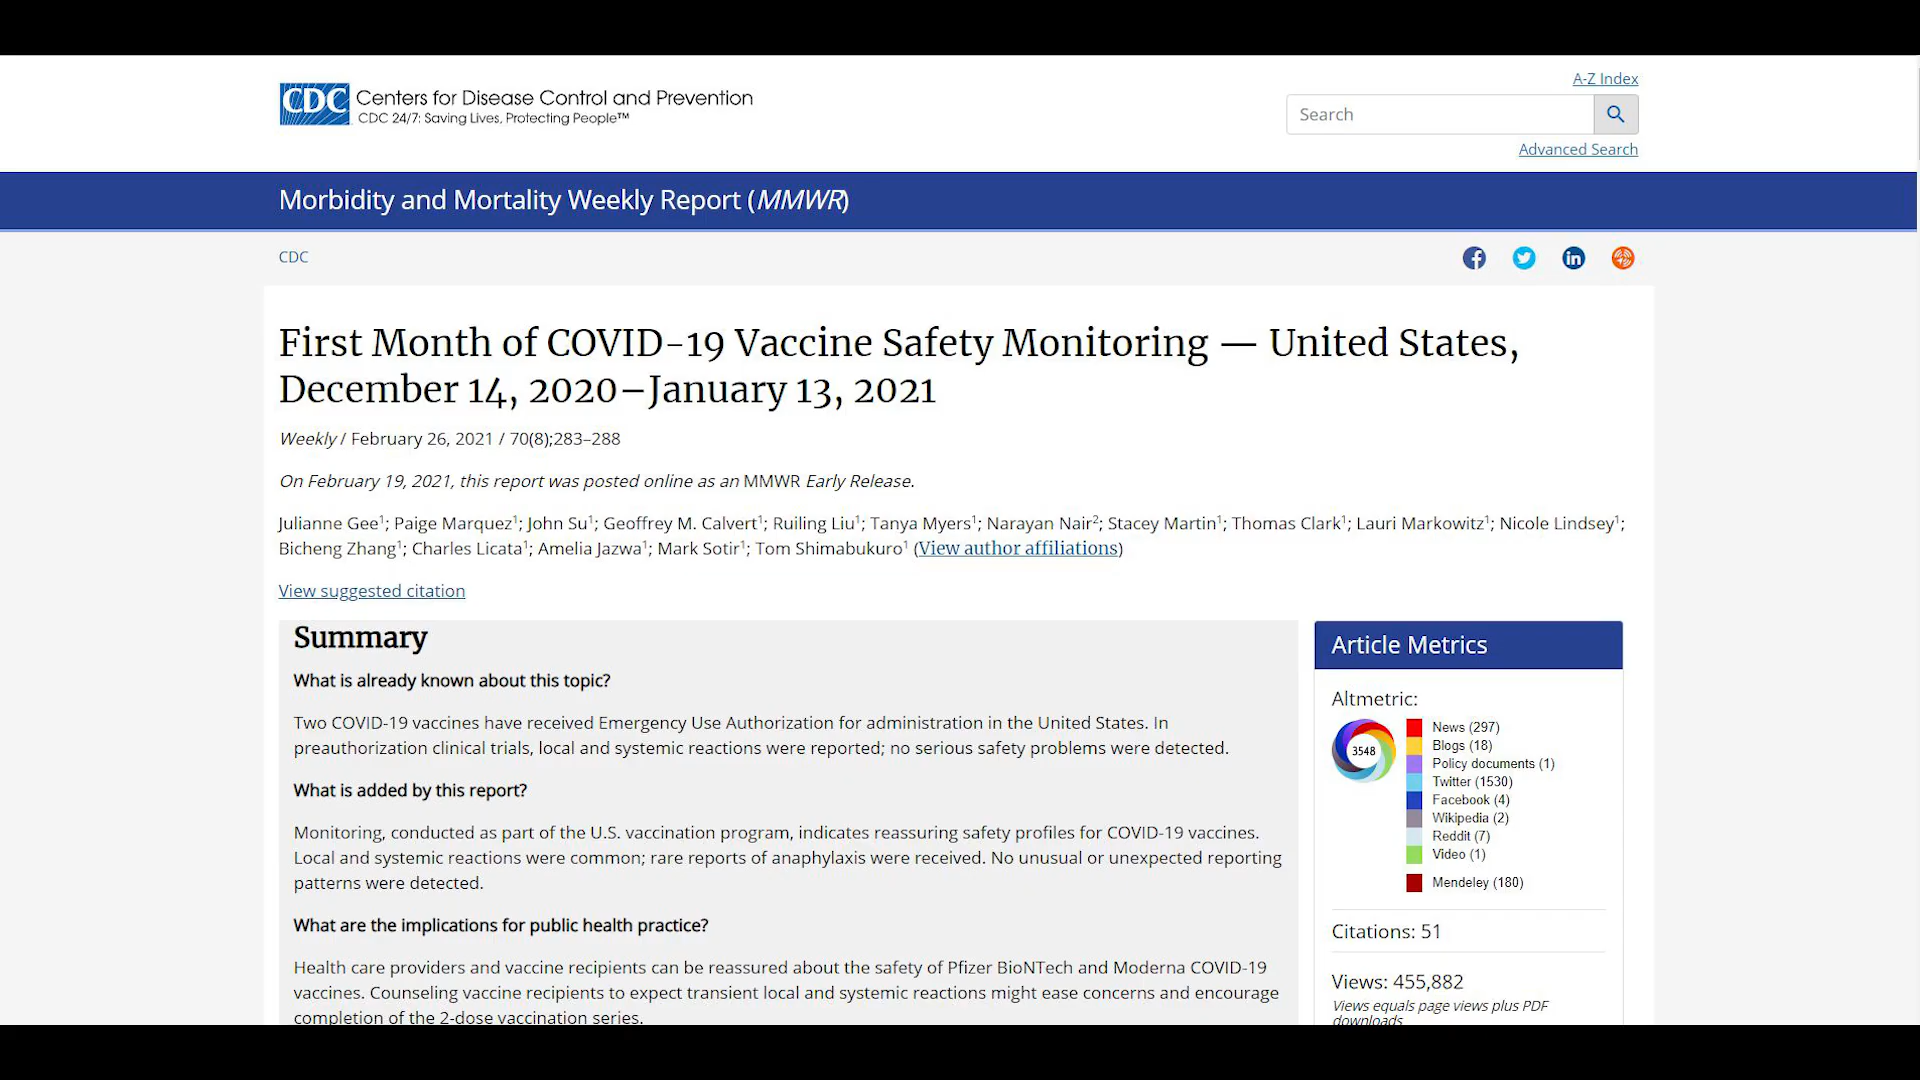 CDC Centers for Disease Control and Prevention
CDC 24/7: Saving Lives, Protecting People™
A-Z Index
Search
Advanced Search
Morbidity and Mortality Weekly Report (MMWR)
CDC
First Month of COVID-19 Vaccine Safety Monitoring — United States,
December 14, 2020–January 13, 2021
Weekly / February 26, 2021 / 70(8);283–288
On February 19, 2021, this report was posted online as an MMWR Early Release.
Julianne Gee1; Paige Marquez1; John Su1; Geoffrey M. Calvert1; Ruiling Liu1; Tanya Myers1; Narayan Nair2; Stacey Martin1; Thomas Clark1; Lauri Markowitz1; Nicole Lindsey1;
Bicheng Zhang1; Charles Licata1; Amelia Jazwa1; Mark Sotir1; Tom Shimabukuro1 (View author affiliations)
View suggested citation
Summary
What is already known about this topic?
Two COVID-19 vaccines have received Emergency Use Authorization for administration in the United States. In
preauthorization clinical trials, local and systemic reactions were reported; no serious safety problems were detected.
What is added by this report?
Monitoring, conducted as part of the U.S. vaccination program, indicates reassuring safety profiles for COVID-19 vaccines.
Local and systemic reactions were common; rare reports of anaphylaxis were received. No unusual or unexpected reporting
patterns were detected.
What are the implications for public health practice?
Health care providers and vaccine recipients can be reassured about the safety of Pfizer BioNTech and Moderna COVID-19
vaccines. Counseling vaccine recipients to expect transient local and systemic reactions might ease concerns and encourage
completion of the 2-dose vaccination series.
Article Metrics
Altmetric:
3548
News (297)
Blogs (18)
Policy documents (1)
Twitter (1530)
Facebook (4)
Wikipedia (2)
Reddit (7)
Video (1)
Mendeley (180)
Citations: 51
Views: 455,882
Views equals page views plus PDF
downloads